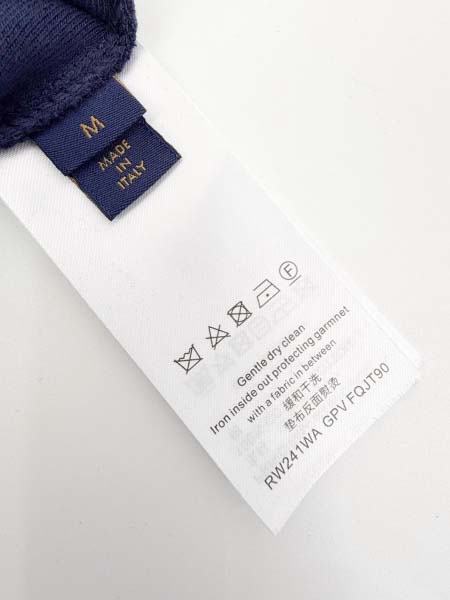 M
MADE
IN
ITALY
F
Gentle dry clean
Iron inside out protecting garmnet
with a fabric in between
缓和干洗
垫布反面熨烫
RW241WA GPV FQJT90